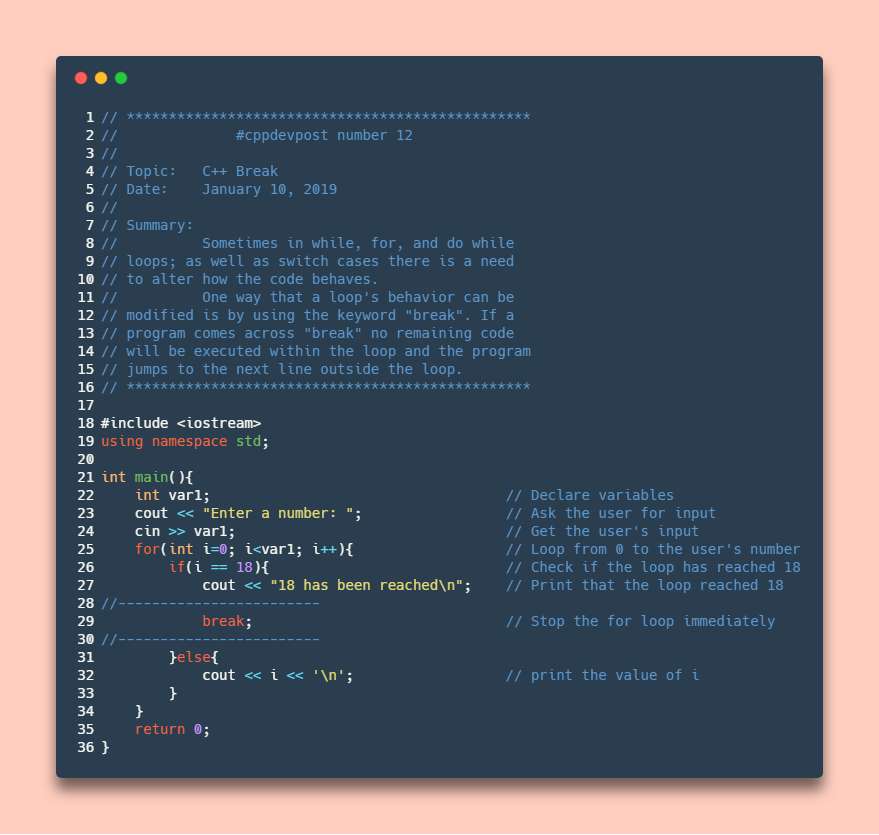 1 // ************************************************
2 //              #cppdevpost number 12
3 //
4 // Topic:   C++ Break
5 // Date:    January 10, 2019
6 //
7 // Summary:
8 //          Sometimes in while, for, and do while
9 // loops; as well as switch cases there is a need
10 // to alter how the code behaves.
11 //          One way that a loop's behavior can be
12 // modified is by using the keyword "break". If a
13 // program comes across "break" no remaining code
14 // will be executed within the loop and the program
15 // jumps to the next line outside the loop.
16 // ************************************************
17
18 #include <iostream>
19 using namespace std;
20
21 int main(){
22     int var1;                                   // Declare variables
23     cout << "Enter a number: ";                 // Ask the user for input
24     cin >> var1;                                // Get the user's input
25     for(int i=0; i<var1; i++){                  // Loop from 0 to the user's number
26         if(i == 18){                            // Check if the loop has reached 18
27             cout << "18 has been reached\n";    // Print that the loop reached 18
28 //------------------------
29             break;                              // Stop the for loop immediately
30 //------------------------
31         }else{
32             cout << i << '\n';                  // print the value of i
33         }
34     }
35     return 0;
36 }